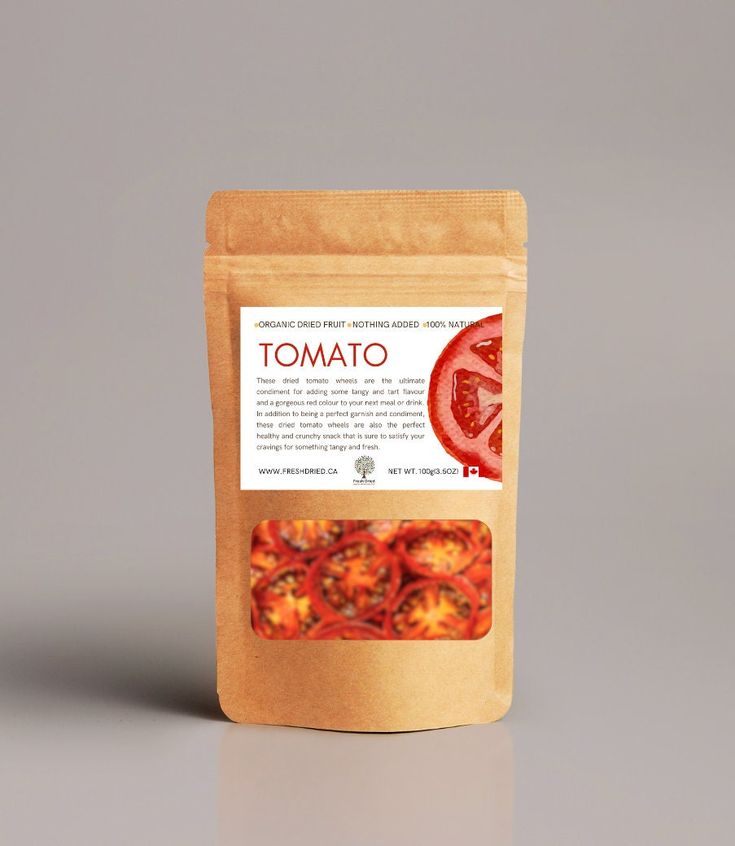 ORGANIC DRIED FRUIT NOTHING ADDED 100% NATURAL
TOMATO
These dried tomato wheels are the ultimate
condiment for adding some tangy and tart flavour
and a gorgeous red colour to your next meal or drink.
In addition to being a perfect garnish and condiment,
these dried tomato wheels are also the perfect
healthy and crunchy snack that is sure to satisfy your
cravings for something tangy and fresh.
WWW.FRESHDRIED.CA
Fresh Dried
NET WT. 100g(3.5OZ)